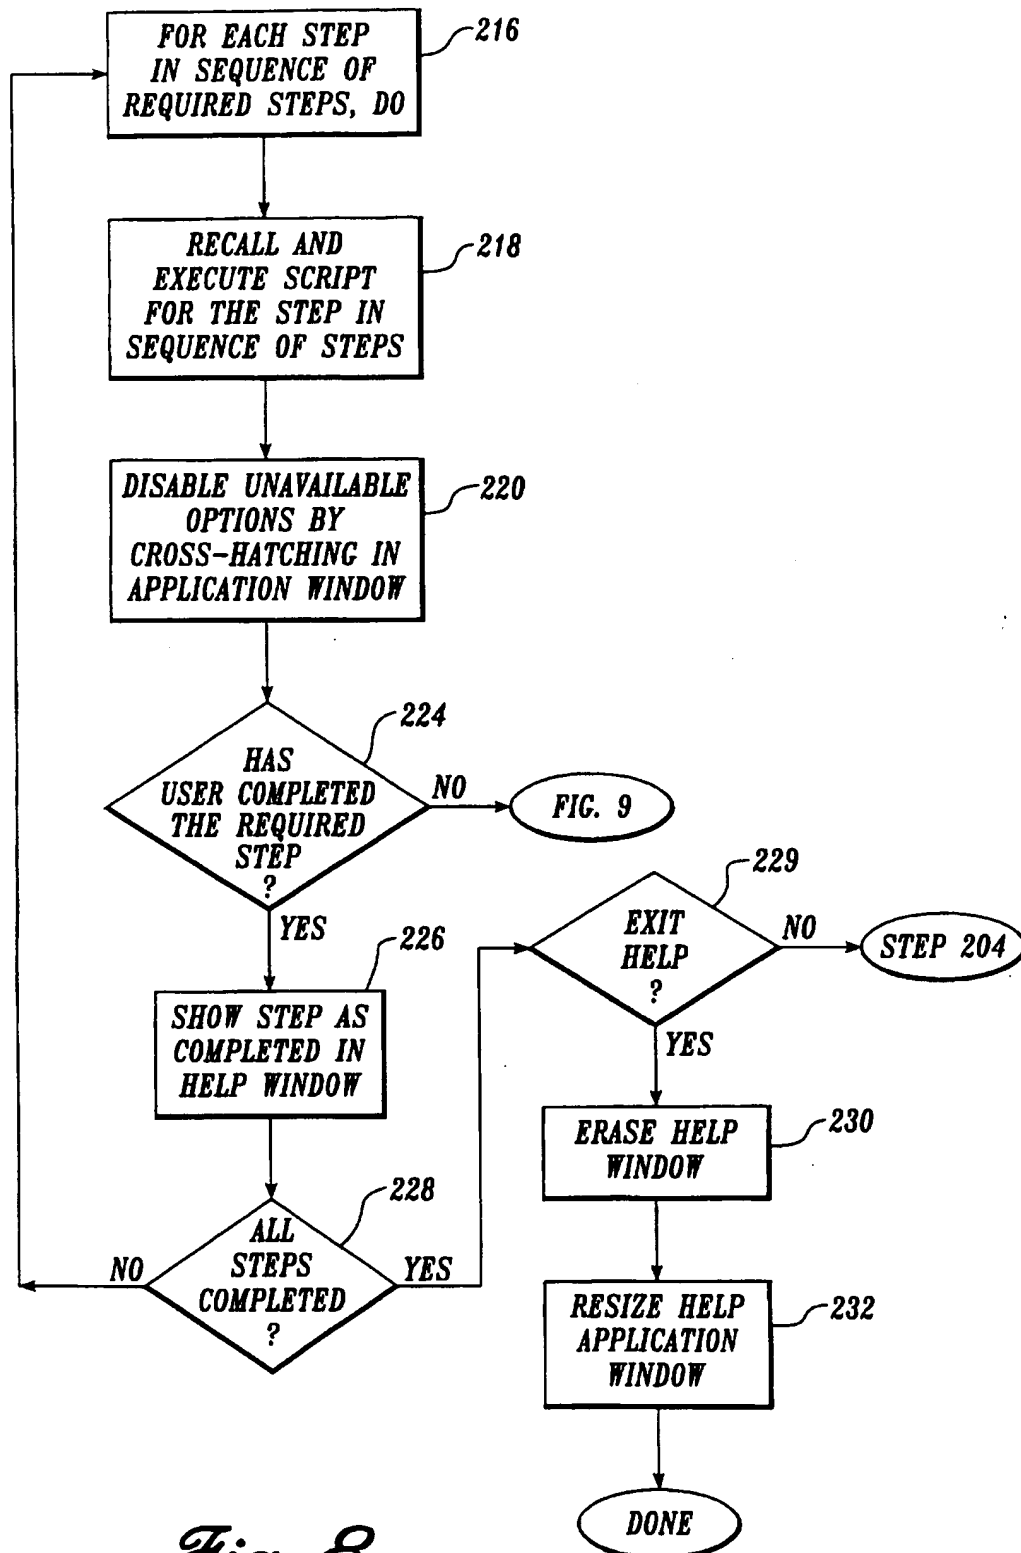 FOR EACH STEP
IN SEQUENCE OF
REQUIRED STEPS, DO
216
RECALL AND
EXECUTE SCRIPT
FOR THE STEP IN
SEQUENCE OF STEPS
218
DISABLE UNAVAILABLE
OPTIONS BY
CROSS-HATCHING IN
APPLICATION WINDOW
220
HAS
USER COMPLETED
THE REQUIRED
STEP
?
224
NO
FIG. 9
YES
SHOW STEP AS
COMPLETED IN
HELP WINDOW
226
ALL
STEPS
COMPLETED
?
228
NO
YES
EXIT
HELP
?
229
NO
STEP 204
YES
ERASE HELP
WINDOW
230
RESIZE HELP
APPLICATION
WINDOW
232
DONE
Fig. 8